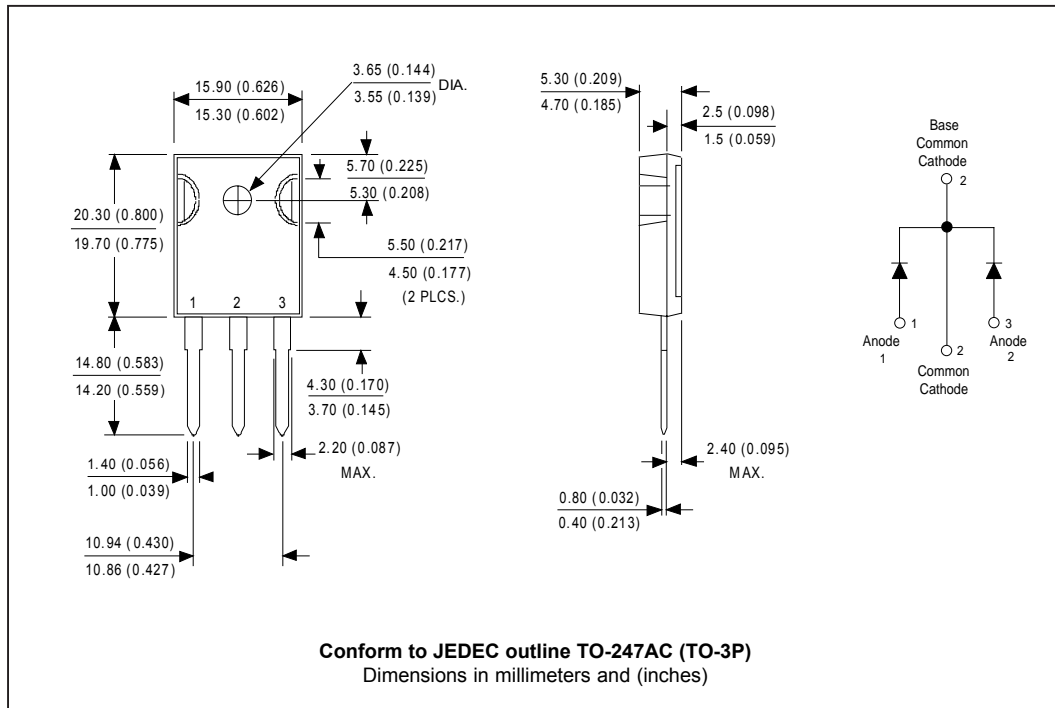 15.90 (0.626)
15.30 (0.602)
3.65 (0.144)
3.55 (0.139)
DIA.
5.70 (0.225)
5.30 (0.208)
20.30 (0.800)
19.70 (0.775)
5.50 (0.217)
4.50 (0.177)
(2 PLCS.)
1 2 3
14.80 (0.583)
14.20 (0.559)
4.30 (0.170)
3.70 (0.145)
2.20 (0.087)
MAX.
1.40 (0.056)
1.00 (0.039)
10.94 (0.430)
10.86 (0.427)
5.30 (0.209)
4.70 (0.185)
2.5 (0.098)
1.5 (0.059)
2.40 (0.095)
MAX.
0.80 (0.032)
0.40 (0.213)
Base
Common
Cathode
2
1
Anode
1
2
Common
Cathode
3
Anode
2
Conform to JEDEC outline TO-247AC (TO-3P)
Dimensions in millimeters and (inches)